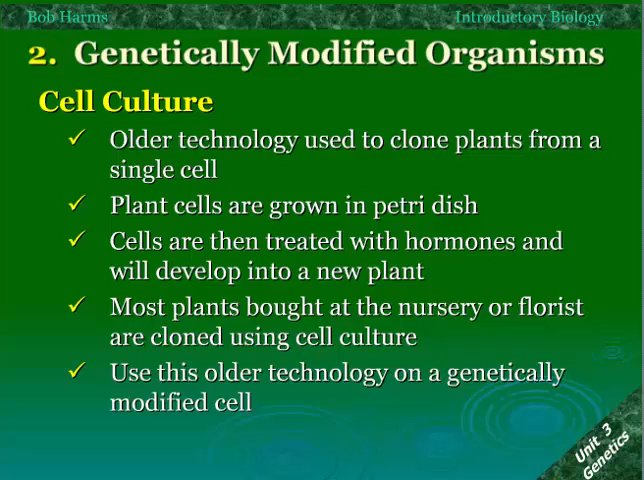 Bob Harms Introductory Biology
2. Genetically Modified Organisms
Cell Culture
✓ Older technology used to clone plants from a
single cell
✓ Plant cells are grown in petri dish
✓ Cells are then treated with hormones and
will develop into a new plant
✓ Most plants bought at the nursery or florist
are cloned using cell culture
✓ Use this older technology on a genetically
modified cell
Unit 3
Genetics